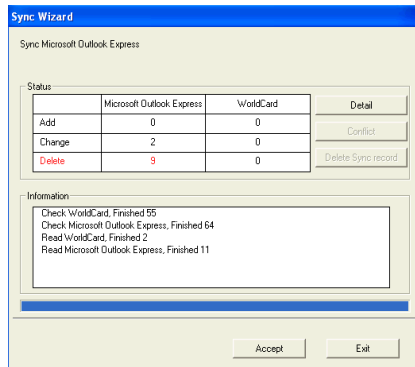 Sync Wizard
Sync Microsoft Outlook Express
Status
Microsoft Outlook Express WorldCard
Add 0 0
Change 2 0
Delete 9 0
Detail
Conflict
Delete Sync record
Information
Check WorldCard, Finished 55
Check Microsoft Outlook Express, Finished 64
Read WorldCard, Finished 2
Read Microsoft Outlook Express, Finished 11
Accept Exit